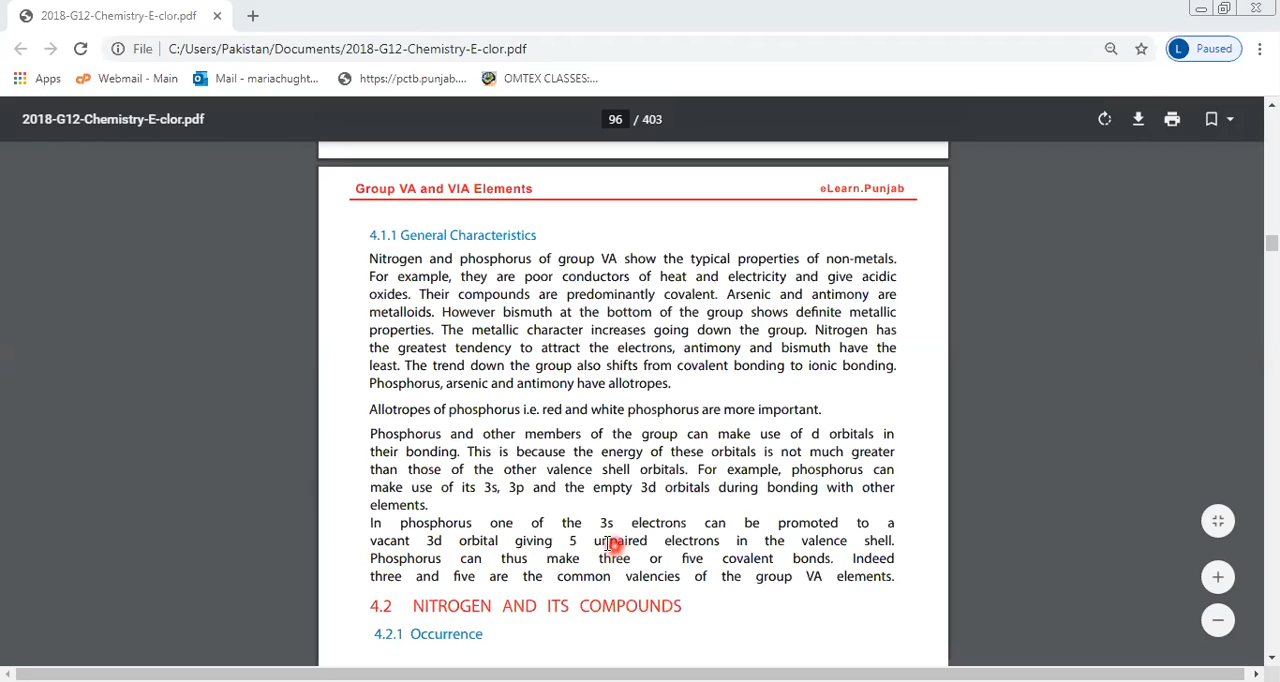 2018-G12-Chemistry-E-clor.pdf
File C:/Users/Pakistan/Documents/2018-G12-Chemistry-E-clor.pdf
L Paused
Apps Webmail - Main Mail - mariachught... https://pctb.punjab.... OMTEX CLASSES:...
2018-G12-Chemistry-E-clor.pdf 96 / 403
Group VA and VIA Elements eLearn.Punjab
4.1.1 General Characteristics
Nitrogen and phosphorus of group VA show the typical properties of non-metals.
For example, they are poor conductors of heat and electricity and give acidic
oxides. Their compounds are predominantly covalent. Arsenic and antimony are
metalloids. However bismuth at the bottom of the group shows definite metallic
properties. The metallic character increases going down the group. Nitrogen has
the greatest tendency to attract the electrons, antimony and bismuth have the
least. The trend down the group also shifts from covalent bonding to ionic bonding.
Phosphorus, arsenic and antimony have allotropes.
Allotropes of phosphorus i.e. red and white phosphorus are more important.
Phosphorus and other members of the group can make use of d orbitals in
their bonding. This is because the energy of these orbitals is not much greater
than those of the other valence shell orbitals. For example, phosphorus can
make use of its 3s, 3p and the empty 3d orbitals during bonding with other
elements.
In phosphorus one of the 3s electrons can be promoted to a
vacant 3d orbital giving 5 unpaired electrons in the valence shell.
Phosphorus can thus make three or five covalent bonds. Indeed
three and five are the common valencies of the group VA elements.
4.2 NITROGEN AND ITS COMPOUNDS
4.2.1 Occurrence